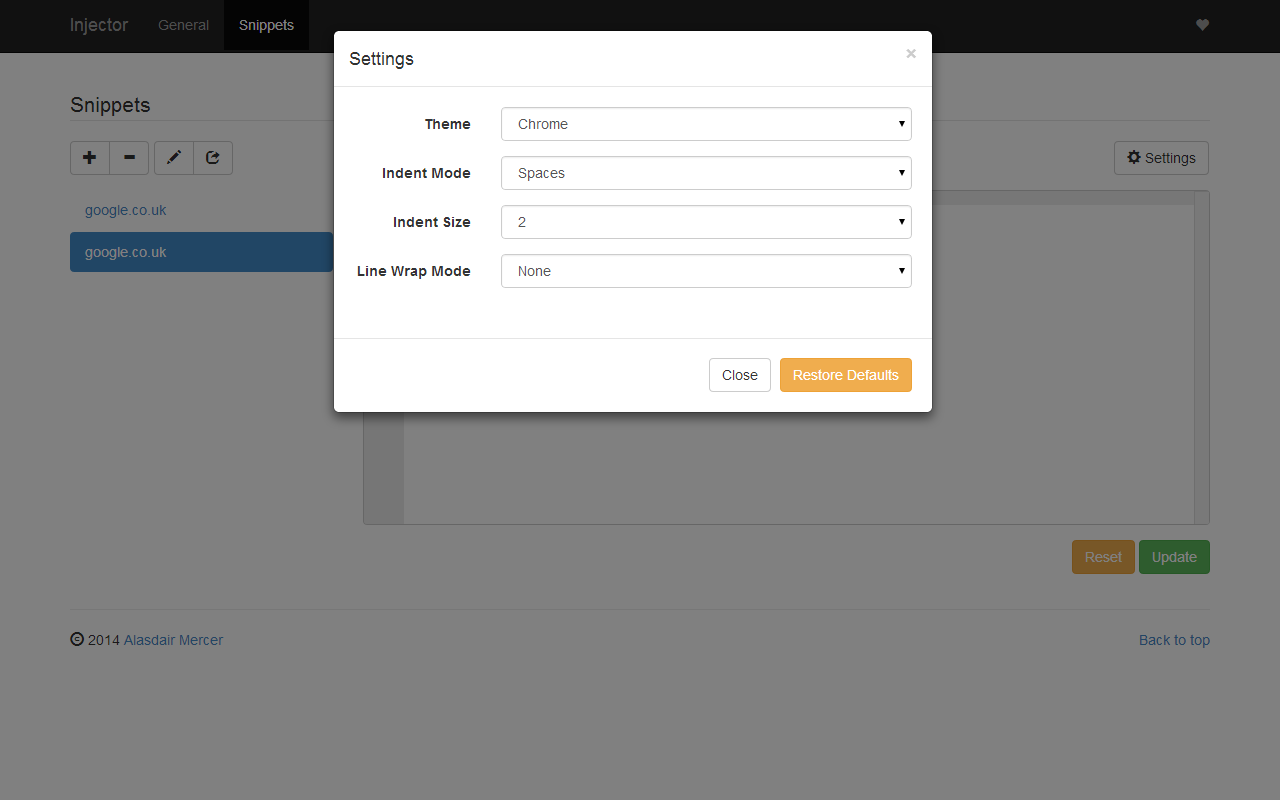 Injector General Snippets
Settings ×
Snippets
Theme Chrome
Settings
Indent Mode Spaces
google.co.uk
Indent Size 2
google.co.uk
Line Wrap Mode None
Close Restore Defaults
Reset Update
© 2014 Alasdair Mercer Back to top